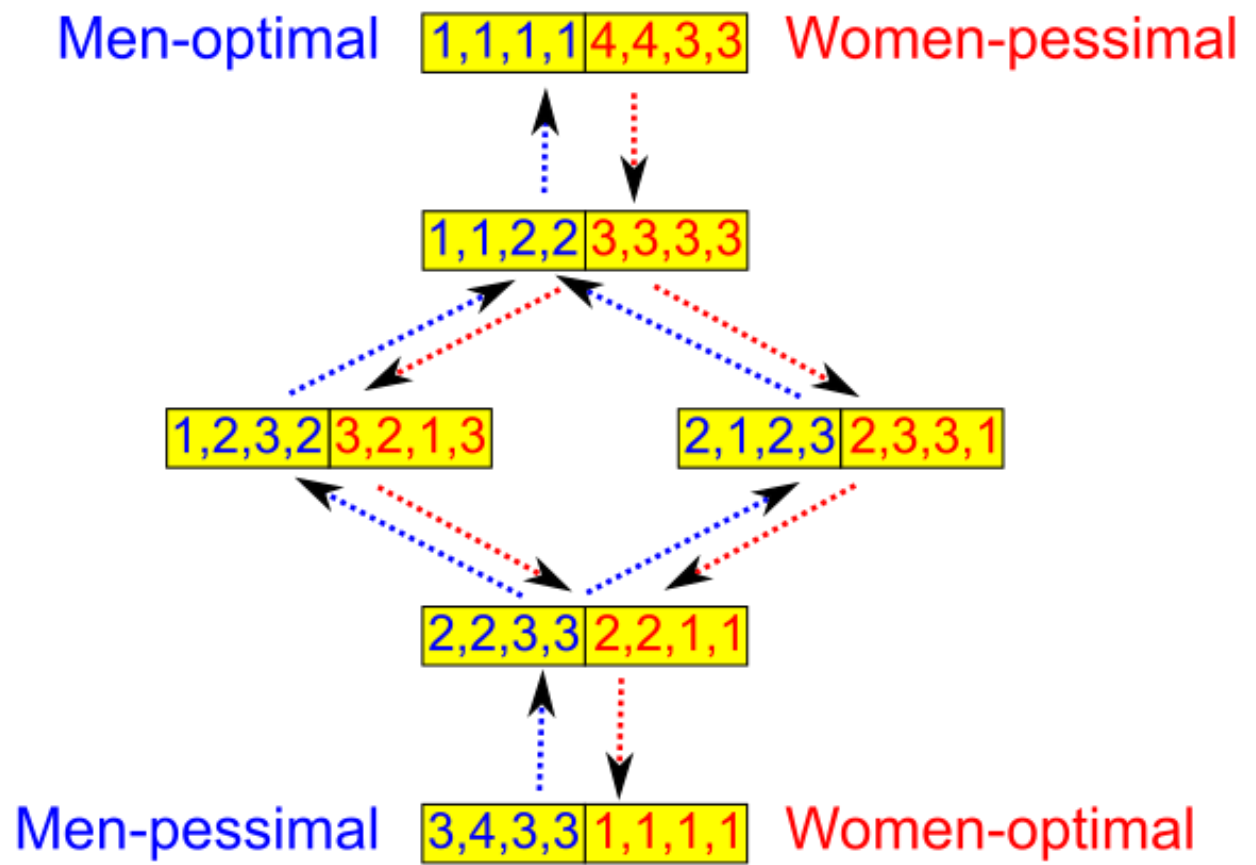 Men-optimal 1,1,1,1 4,4,3,3 Women-pessimal
1,1,2,2 3,3,3,3
1,2,3,2 3,2,1,3 2,1,2,3 2,3,3,1
2,2,3,3 2,2,1,1
Men-pessimal 3,4,3,3 1,1,1,1 Women-optimal